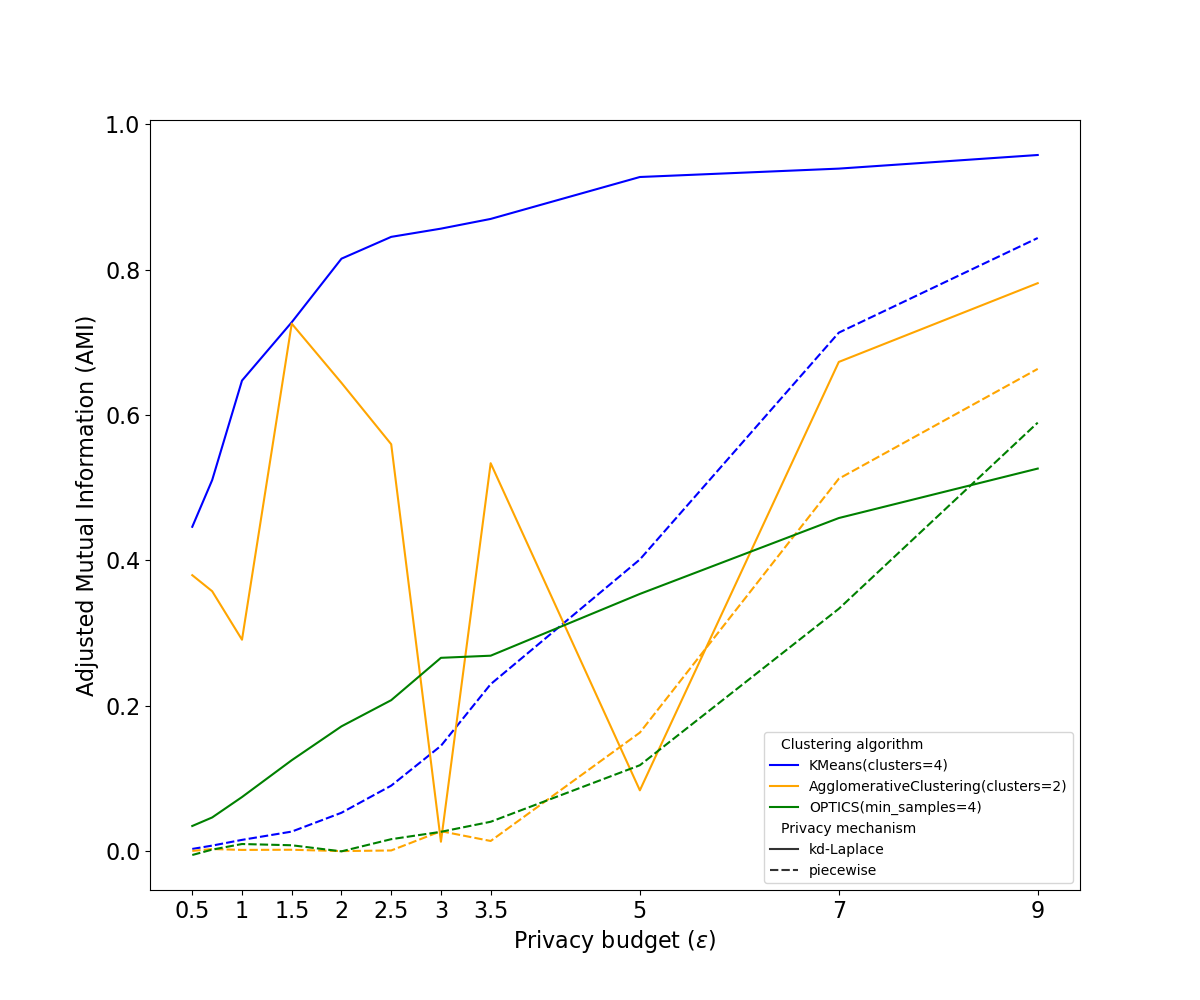 1.0
0.8
0.6
0.4
0.2
0.0
Adjusted Mutual Information (AMI)
0.5 1 1.5 2 2.5 3 3.5 5 7 9
Privacy budget (ε)
Clustering algorithm
KMeans(clusters=4)
AgglomerativeClustering(clusters=2)
OPTICS(min_samples=4)
Privacy mechanism
kd-Laplace
piecewise